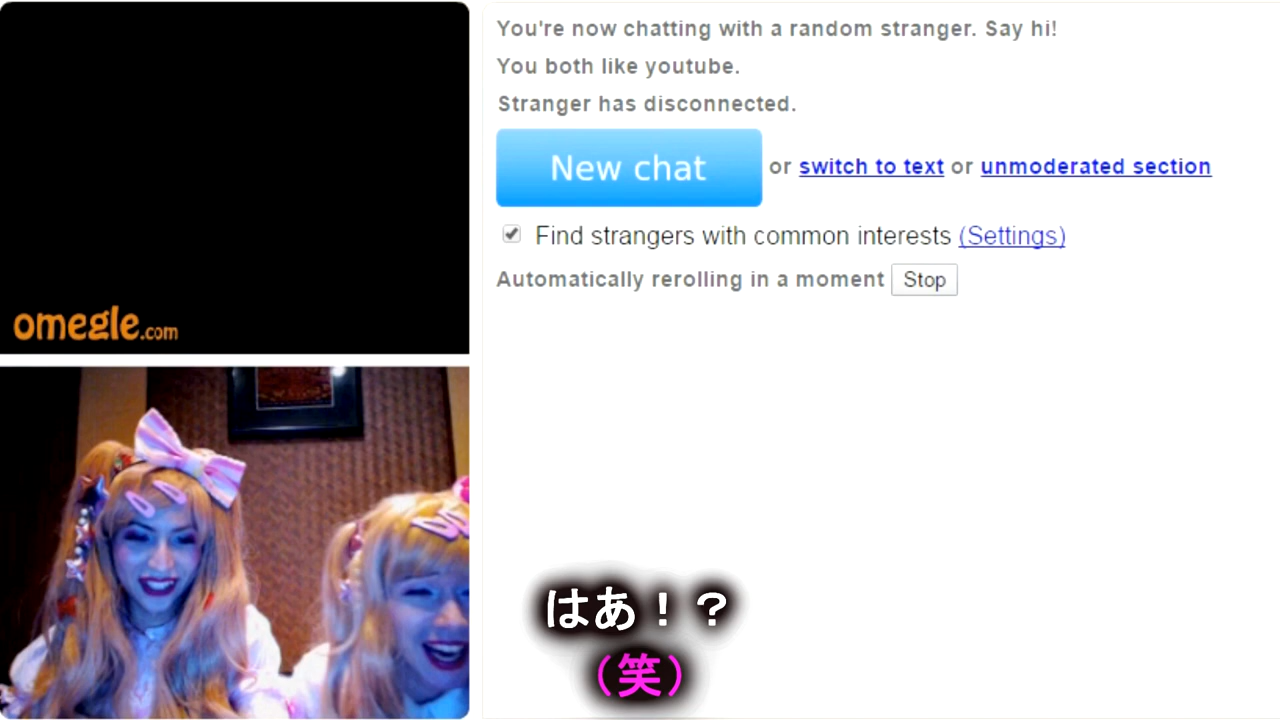 You're now chatting with a random stranger. Say hi!
You both like youtube.
Stranger has disconnected.
New chat or switch to text or unmoderated section
Find strangers with common interests (Settings)
Automatically rerolling in a moment Stop
omegle.com
はあ！？
（笑）